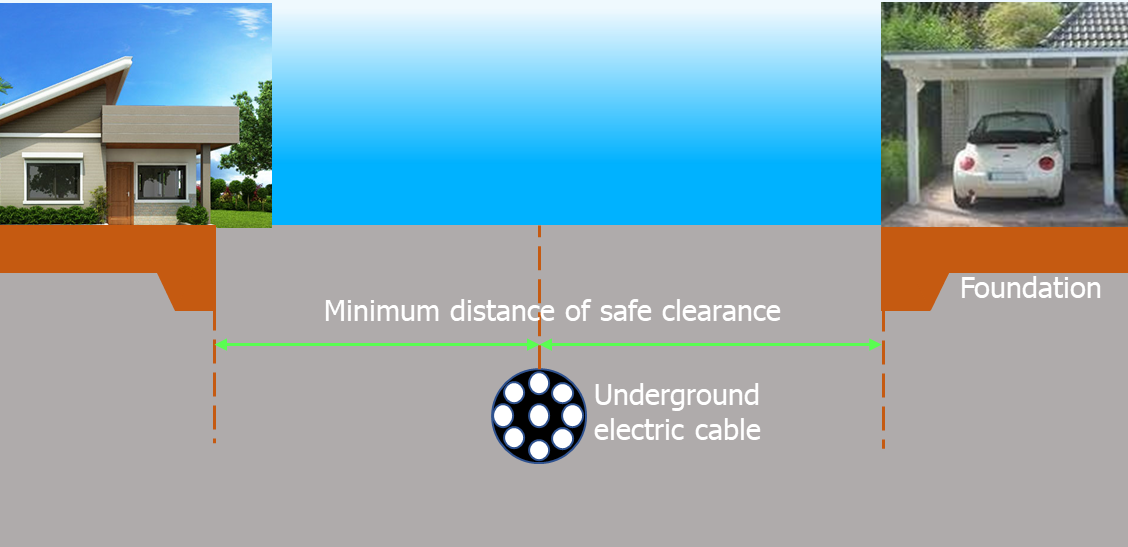 Foundation
Minimum distance of safe clearance
Underground
electric cable